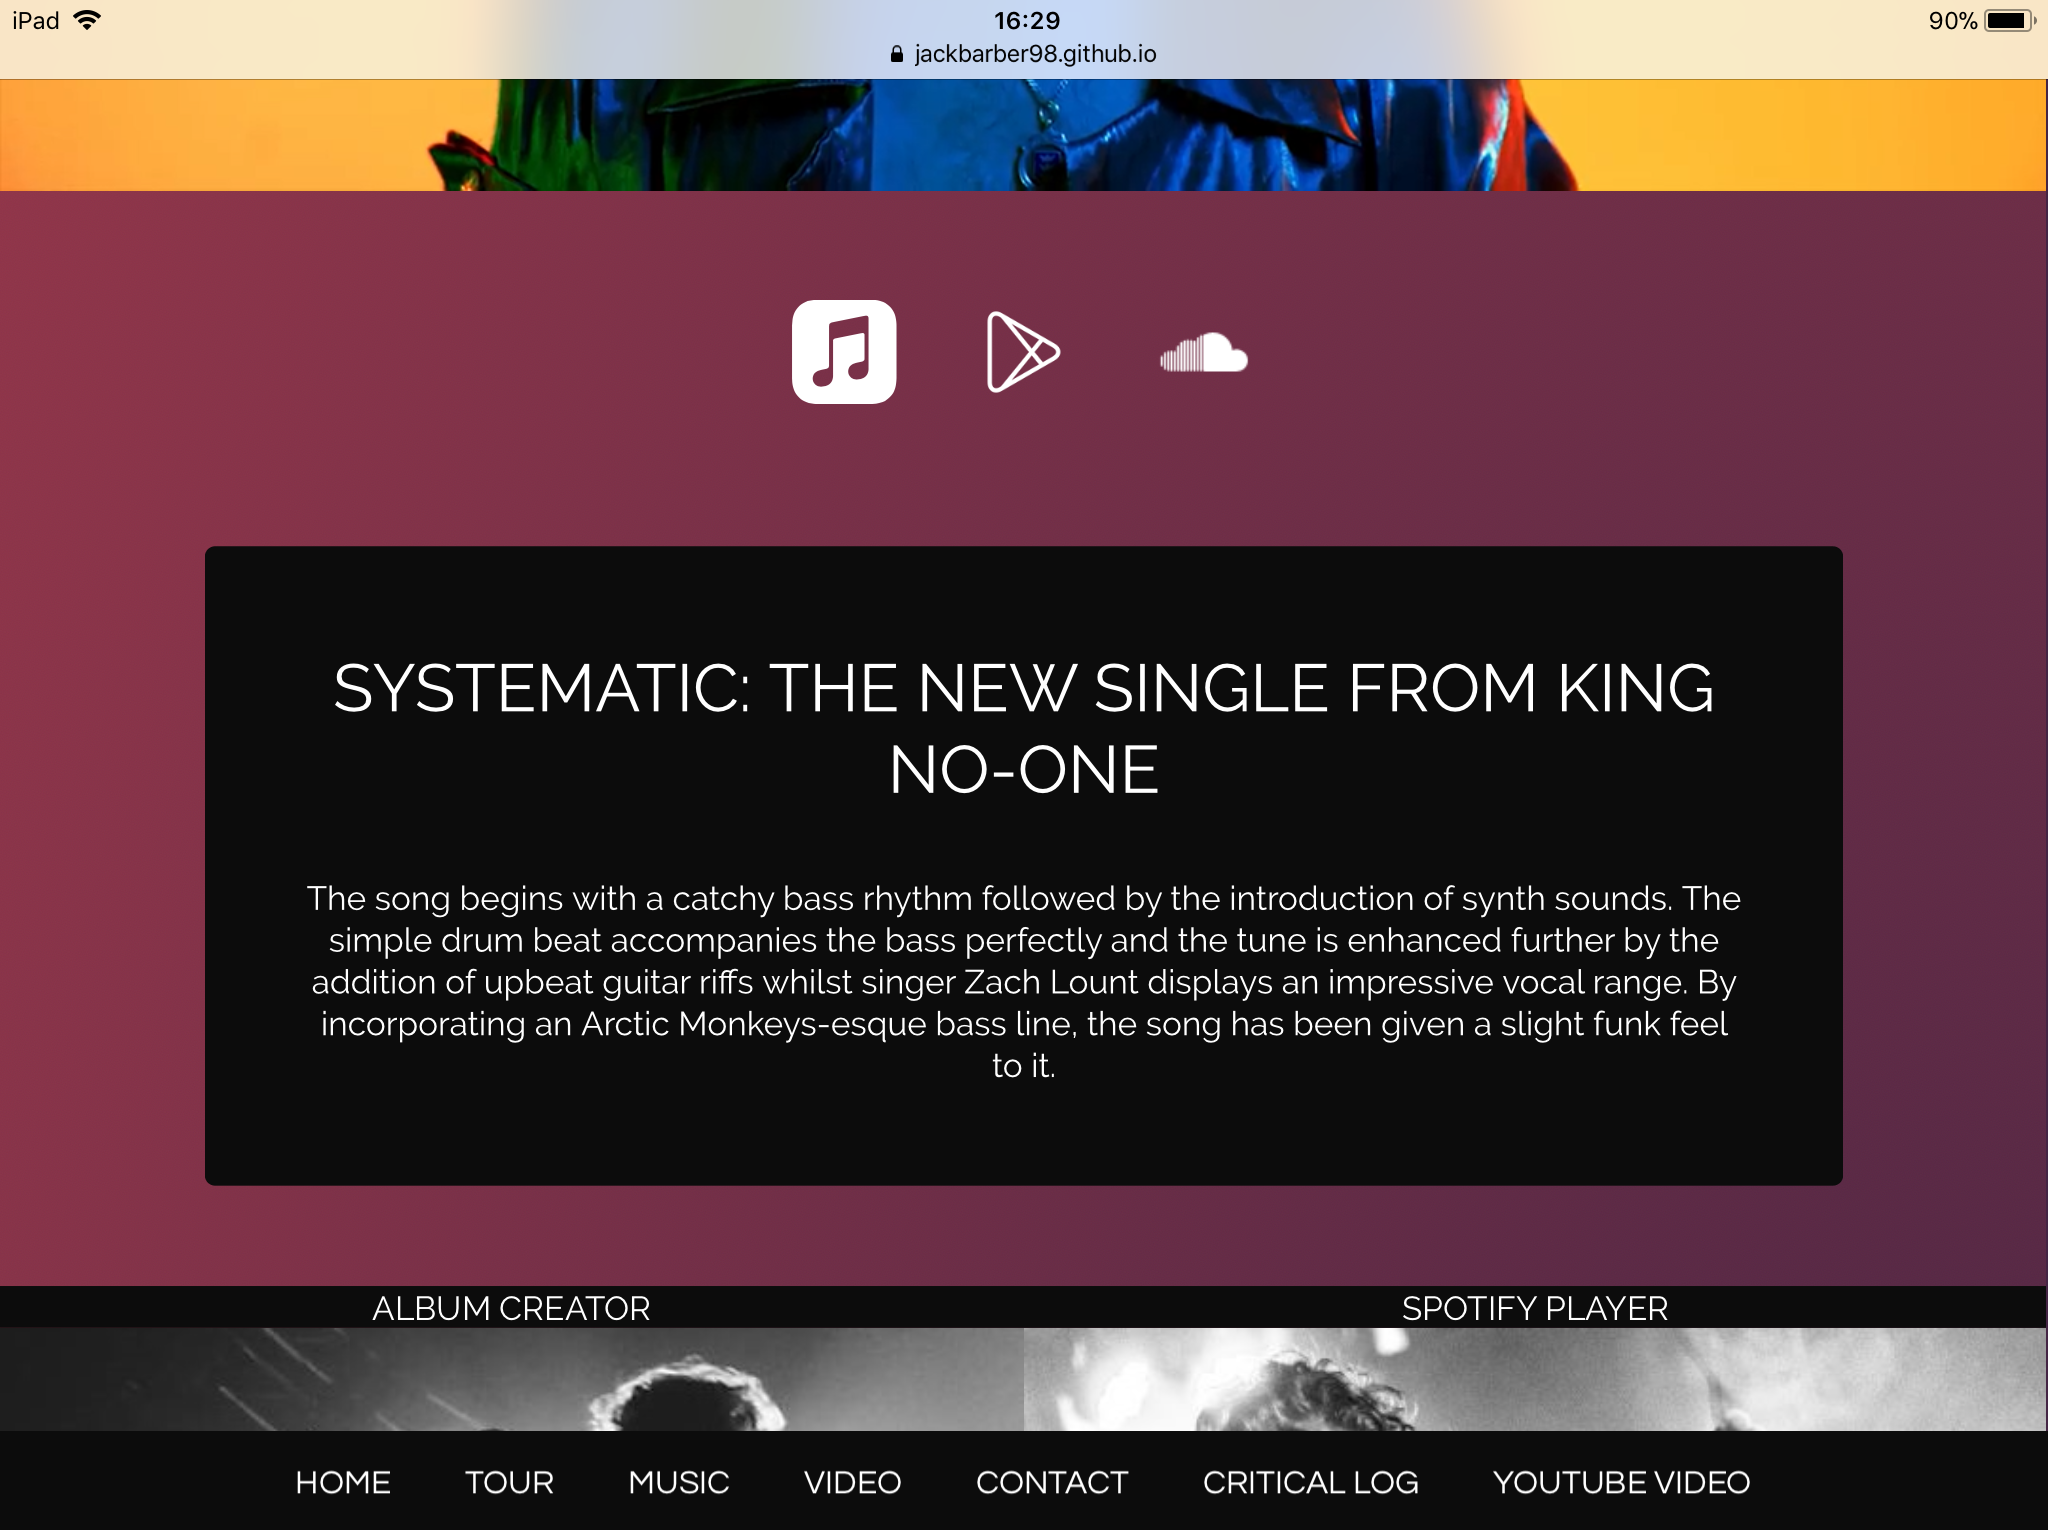 iPad 16:29 90%
jackbarber98.github.io
SYSTEMATIC: THE NEW SINGLE FROM KING
NO-ONE
The song begins with a catchy bass rhythm followed by the introduction of synth sounds. The
simple drum beat accompanies the bass perfectly and the tune is enhanced further by the
addition of upbeat guitar riffs whilst singer Zach Lount displays an impressive vocal range. By
incorporating an Arctic Monkeys-esque bass line, the song has been given a slight funk feel
to it.
ALBUM CREATOR SPOTIFY PLAYER
HOME TOUR MUSIC VIDEO CONTACT CRITICAL LOG YOUTUBE VIDEO